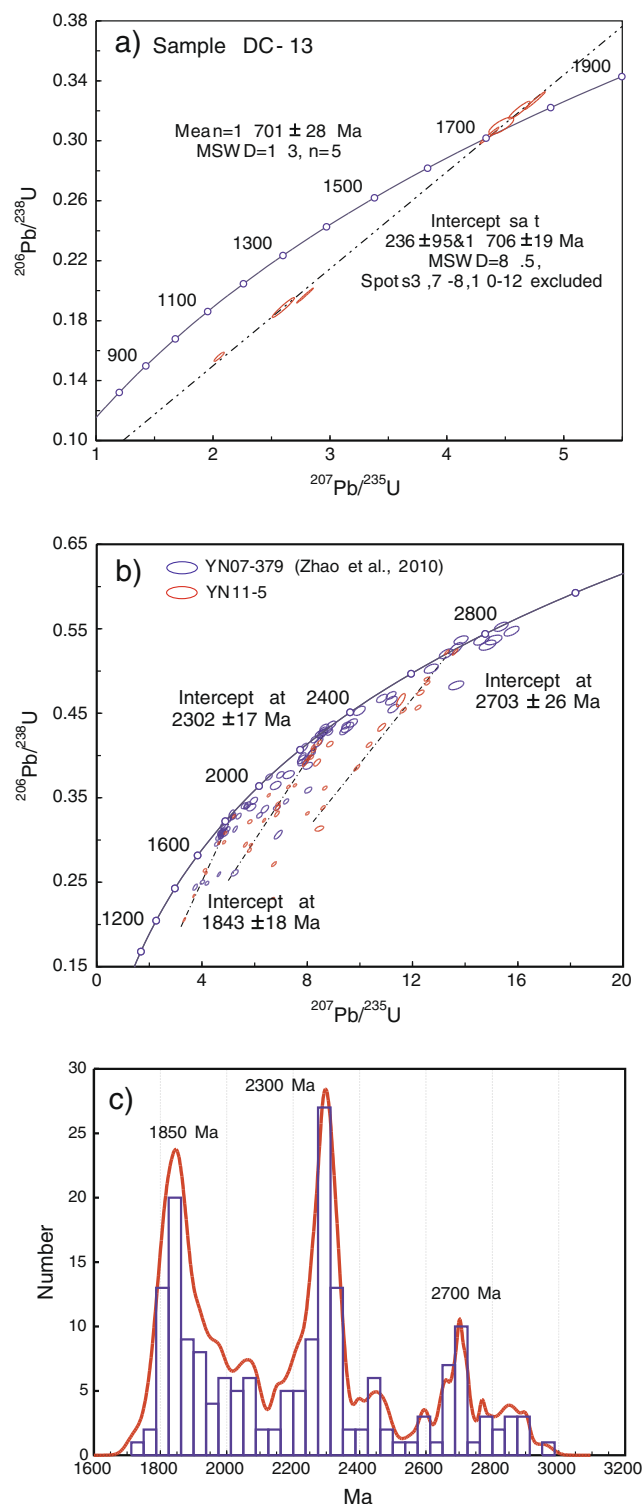 a) Sample DC-13
0.38
0.34
0.30
0.26
0.22
0.18
0.14
0.10
206Pb/238U
1900
1700
1500
1300
1100
900
Mean=1 701 ± 28 Ma
MSW D=1 3, n=5
Intercept sa t
236 ±95&1 706 ±19 Ma
MSWD=8 .5,
Spot s3 ,7 -8,1 0-12 excluded
1 2 3 4 5
207Pb/235U
b)
YN07-379 (Zhao et al., 2010)
YN11-5
0.65
0.55
0.45
0.35
0.25
0.15
206Pb/238U
2800
2400
2000
1600
1200
Intercept at
2302 ±17 Ma
Intercept at
2703 ± 26 Ma
Intercept at
1843 ±18 Ma
0 4 8 12 16 20
207Pb/235U
c)
30
25
20
15
10
5
0
Number
1850 Ma
2300 Ma
2700 Ma
1600 1800 2000 2200 2400 2600 2800 3000 3200
Ma